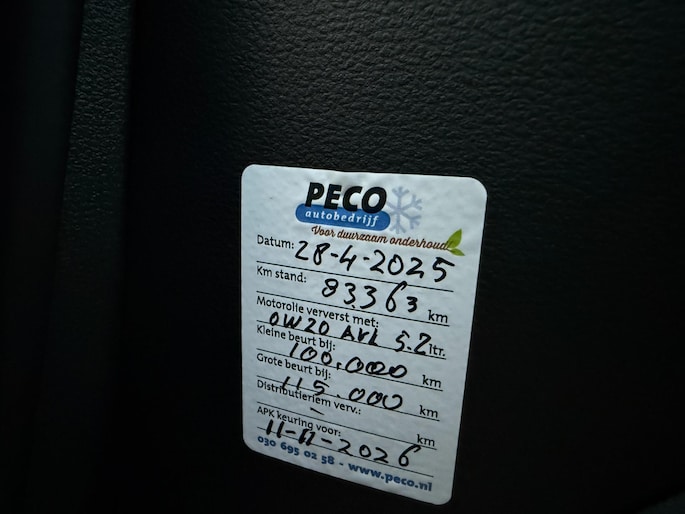 PECO
autobedrijf
Voor duurzaam onderhoud!
Datum: 28-4-2025
Km stand: 83.363 km
Motorolie ververst met:
0W20 5.2 ltr.
Kleine beurt bij: 100.000 km
Grote beurt bij: 115.000 km
Distributieriem verv.: - km
APK keuring voor: 11-11-2026
030 695 02 58 - www.peco.nl